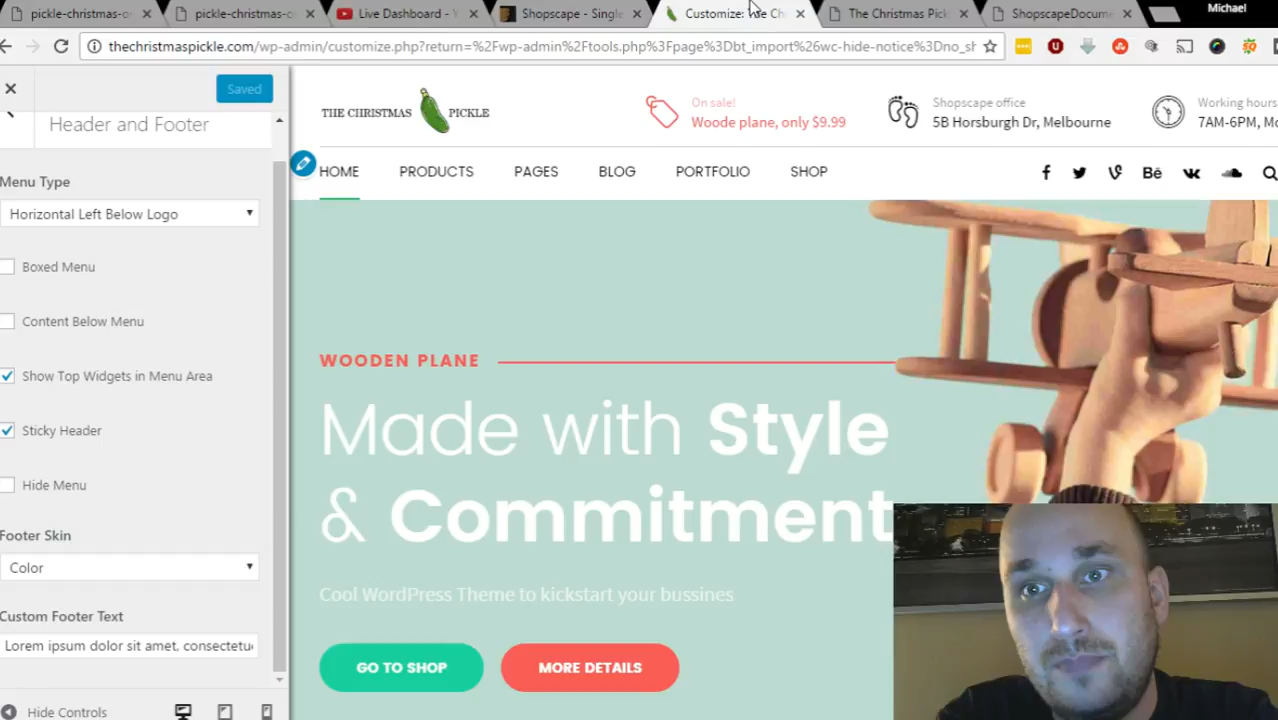 pickle-christmas-o
pickle-christmas-o
Live Dashboard - Y
Shopscape - Single
Customize: The Ch
The Christmas Pick
ShopscapeDocume
Michael
thechristmaspickle.com/wp-admin/customize.php?return=%2Fwp-admin%2Ftools.php%3Fpage%3Dbt_import%26wc-hide-notice%3Dno_sh
Saved
Header and Footer
Menu Type
Horizontal Left Below Logo
Boxed Menu
Content Below Menu
Show Top Widgets in Menu Area
Sticky Header
Hide Menu
Footer Skin
Color
Custom Footer Text
Lorem ipsum dolor sit amet, consectetu
Hide Controls
THE CHRISTMAS PICKLE
On sale!
Woode plane, only $9.99
Shopscape office
5B Horsburgh Dr, Melbourne
Working hours
7AM-6PM, Mo
HOME PRODUCTS PAGES BLOG PORTFOLIO SHOP
WOODEN PLANE
Made with Style
& Commitment
Cool WordPress Theme to kickstart your bussines
GO TO SHOP
MORE DETAILS